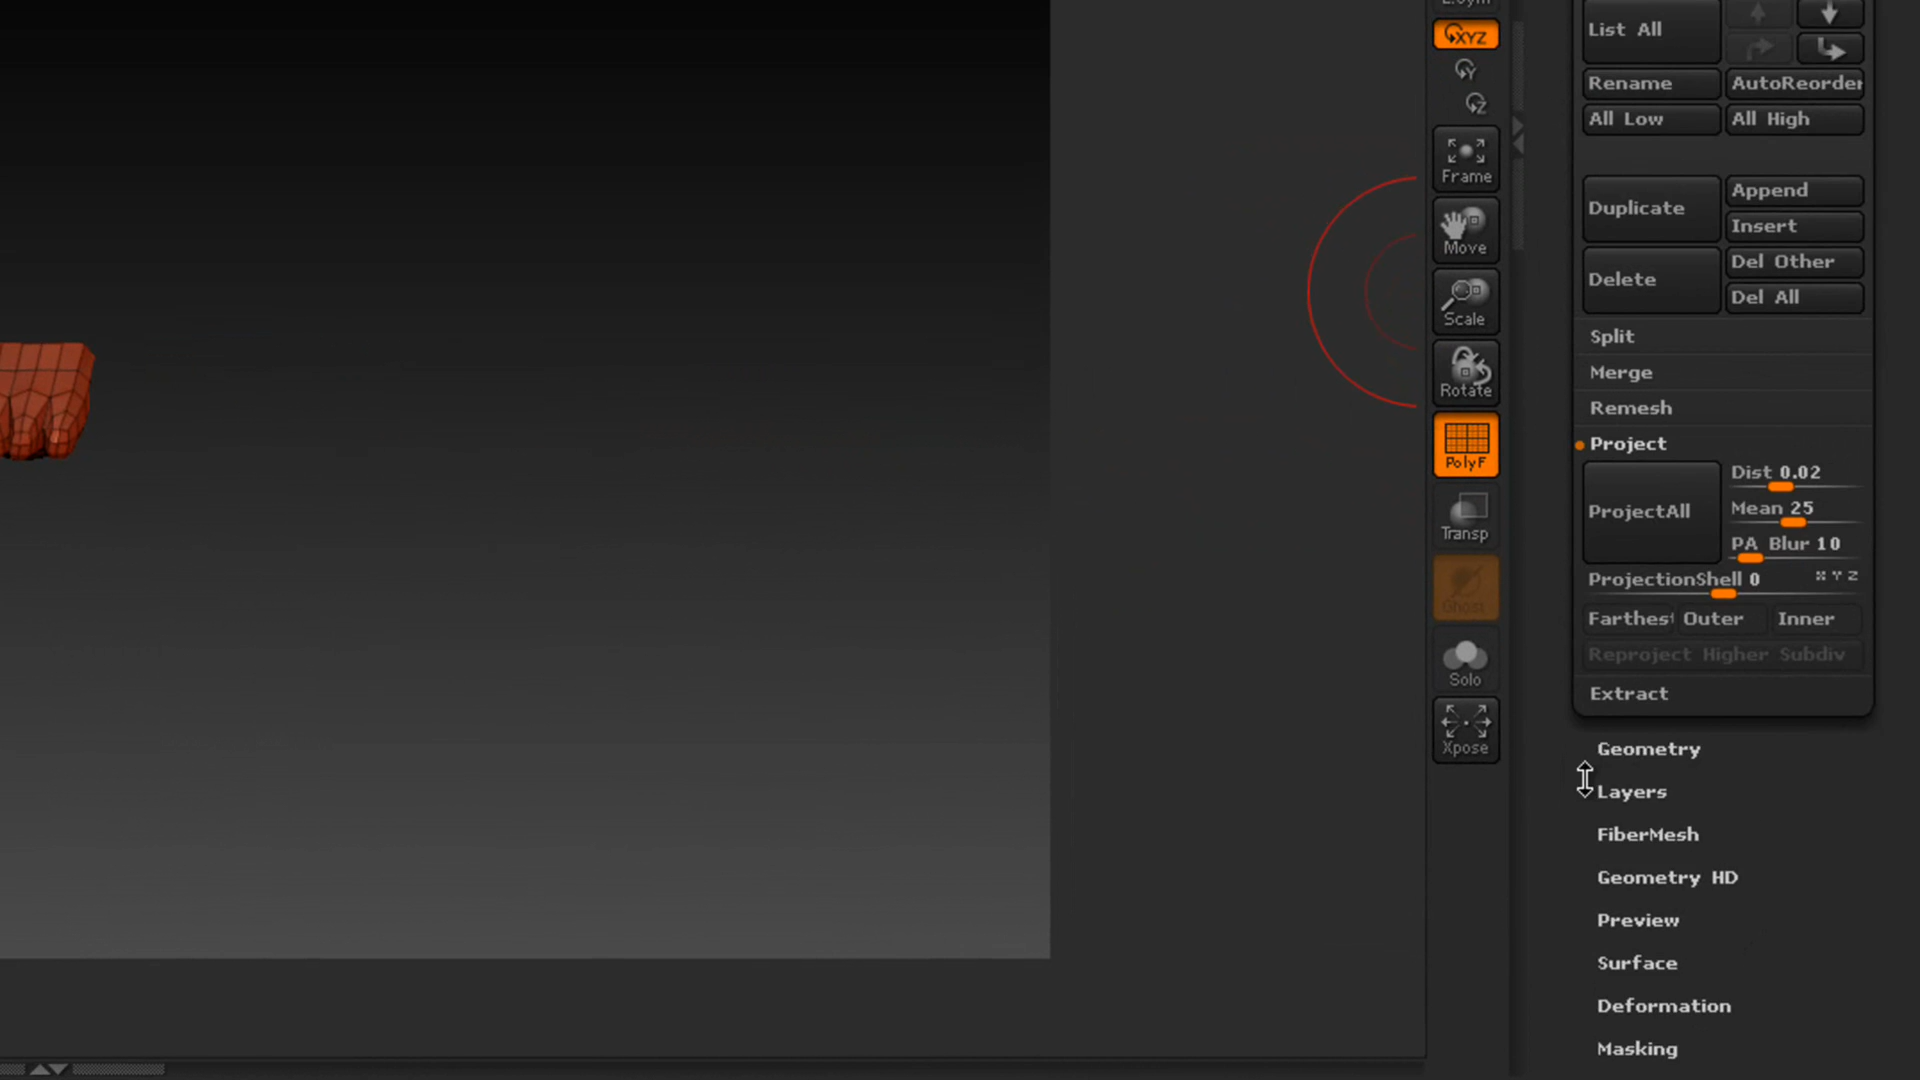 XYZ
Y
Z
Frame
Move
Scale
Rotate
PolyF
Transp
Ghost
Solo
Xpose
List All
Rename AutoReorder
All Low All High
Duplicate
Append
Insert
Delete
Del Other
Del All
Split
Merge
Remesh
Project
ProjectAll
Dist 0.02
Mean 25
PA Blur 10
ProjectionShell 0 X Y Z
Farthest Outer Inner
Reproject Higher Subdiv
Extract
Geometry
Layers
FiberMesh
Geometry HD
Preview
Surface
Deformation
Masking